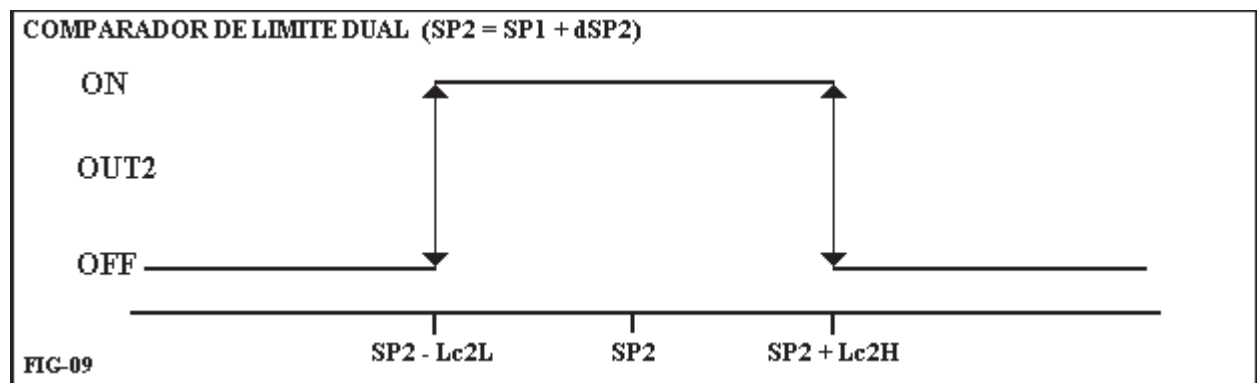 COMPARADOR DE LIMITE DUAL (SP2 = SP1 + dSP2)
ON
OUT2
OFF
SP2 - Lc2L SP2 SP2 + Lc2H
FIG-09